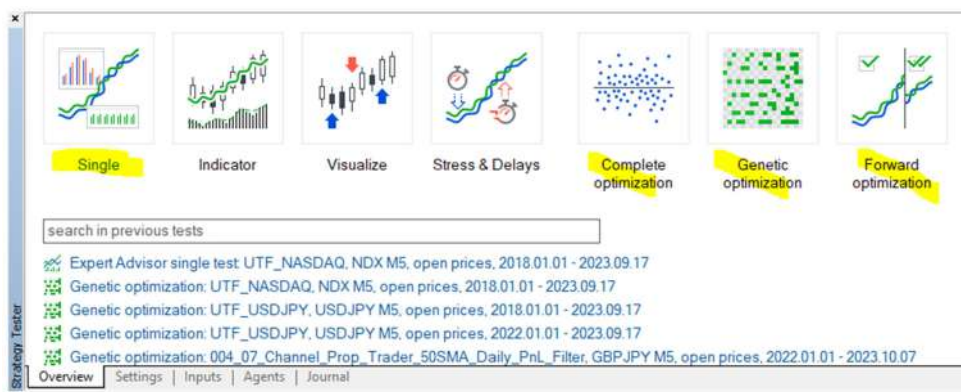 Single
Indicator
Visualize
Stress & Delays
Complete
optimization
Genetic
optimization
Forward
optimization
search in previous tests
Expert Advisor single test: UTF_NASDAQ, NDX M5, open prices, 2018.01.01 - 2023.09.17
Genetic optimization: UTF_NASDAQ, NDX M5, open prices, 2018.01.01 - 2023.09.17
Genetic optimization: UTF_USDJPY, USDJPY M5, open prices, 2018.01.01 - 2023.09.17
Genetic optimization: UTF_USDJPY, USDJPY M5, open prices, 2022.01.01 - 2023.09.17
Genetic optimization: 004_07_Channel_Prop_Trader_50SMA_Daily_PnL_Filter, GBPJPY M5, open prices, 2022.01.01 - 2023.10.07
Strategy Tester
Overview | Settings | Inputs | Agents | Journal